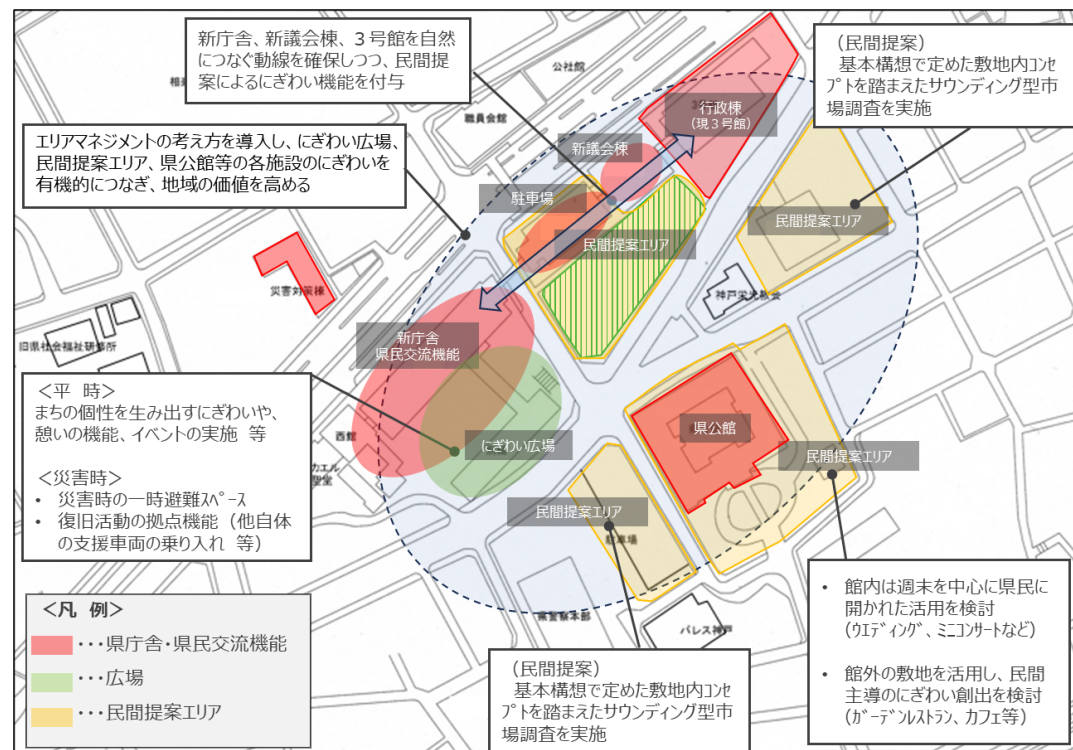 新庁舎、新議会棟、３号館を自然
につなぐ動線を確保しつつ、民間提
案によるにぎわい機能を付与
（民間提案）
基本構想で定めた敷地内ｺﾝｾ
ﾌﾟﾄを踏まえたサウンディング型市
場調査を実施
エリアマネジメントの考え方を導入し、にぎわい広場、
民間提案エリア、県公館等の各施設のにぎわいを
有機的につなぎ、地域の価値を高める
公社館
職員会館
行政棟
（現３号館）
新議会棟
駐車場
民間提案エリア
民間提案エリア
神戸栄光教会
災害対策棟
旧県社会福祉研修所
新庁舎
県民交流機能
西館
にぎわい広場
県公館
民間提案エリア
民間提案エリア
駐車場
県警察本部
パレス神戸
＜平　時＞
まちの個性を生み出すにぎわいや、
憩いの機能、イベントの実施　等
＜災害時＞
• 災害時の一時避難ｽﾍﾟｰｽ
• 復旧活動の拠点機能（他自体
の支援車両の乗り入れ　等）
＜凡　例＞
・・・県庁舎・県民交流機能
・・・広場
・・・民間提案エリア
（民間提案）
基本構想で定めた敷地内ｺﾝｾ
ﾌﾟﾄを踏まえたサウンディング型市
場調査を実施
• 館内は週末を中心に県民に
開かれた活用を検討
（ｳｴﾃﾞｨﾝｸﾞ、ﾐﾆｺﾝｻｰﾄなど）
• 館外の敷地を活用し、民間
主導のにぎわい創出を検討
（ｶﾞｰﾃﾞﾝﾚｽﾄﾗﾝ、カフェ等）